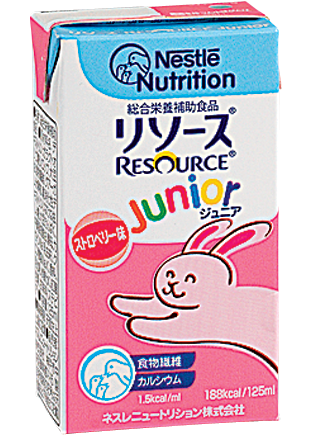 Nestlé
Nutrition
総合栄養補助食品
リソース®
RESOURCE®
Junior
ジュニア
ストロベリー味
食物繊維
カルシウム
1.5kcal/ml
188kcal/125ml
ネスレニュートリション株式会社